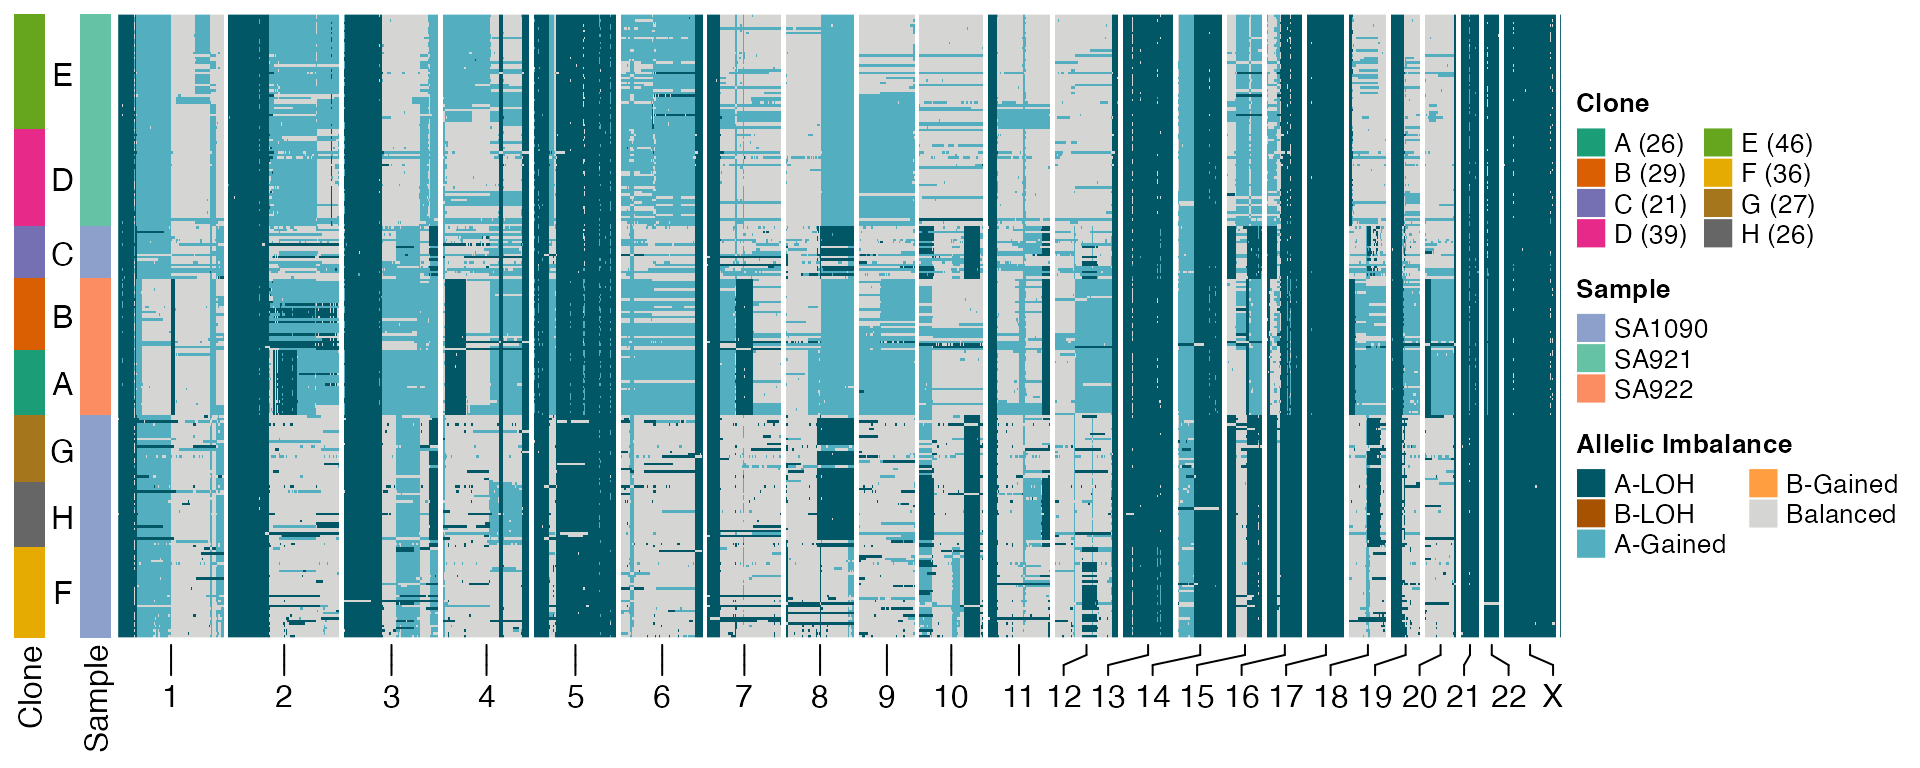 E
D
C
B
A
G
H
F
Clone
Sample
1 2 3 4 5 6 7 8 9 10 11 12 13 14 15 16 17 18 19 20 21 22 X
Clone
A (26) E (46)
B (29) F (36)
C (21) G (27)
D (39) H (26)
Sample
SA1090
SA921
SA922
Allelic Imbalance
A-LOH B-Gained
B-LOH Balanced
A-Gained